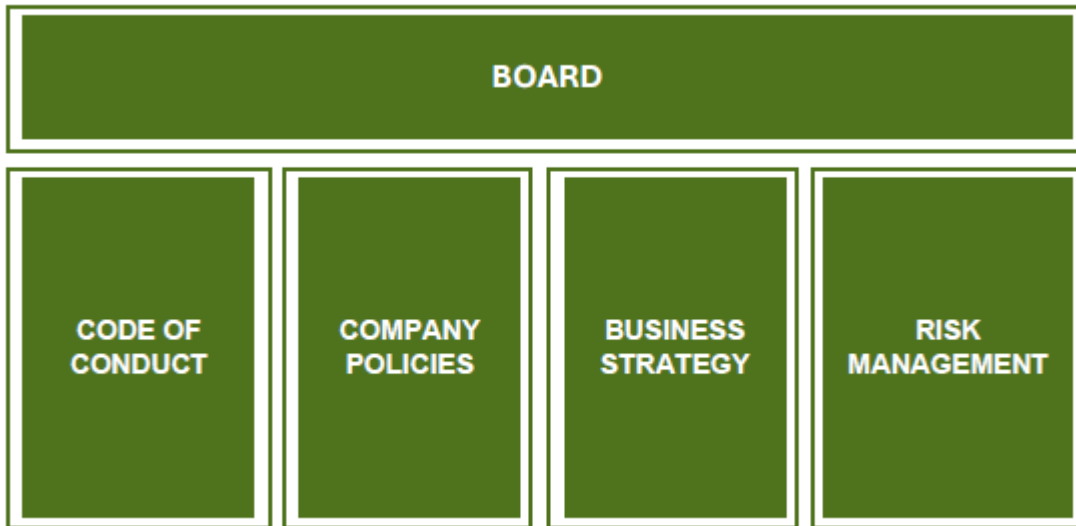 BOARD
CODE OF
CONDUCT
COMPANY
POLICIES
BUSINESS
STRATEGY
RISK
MANAGEMENT